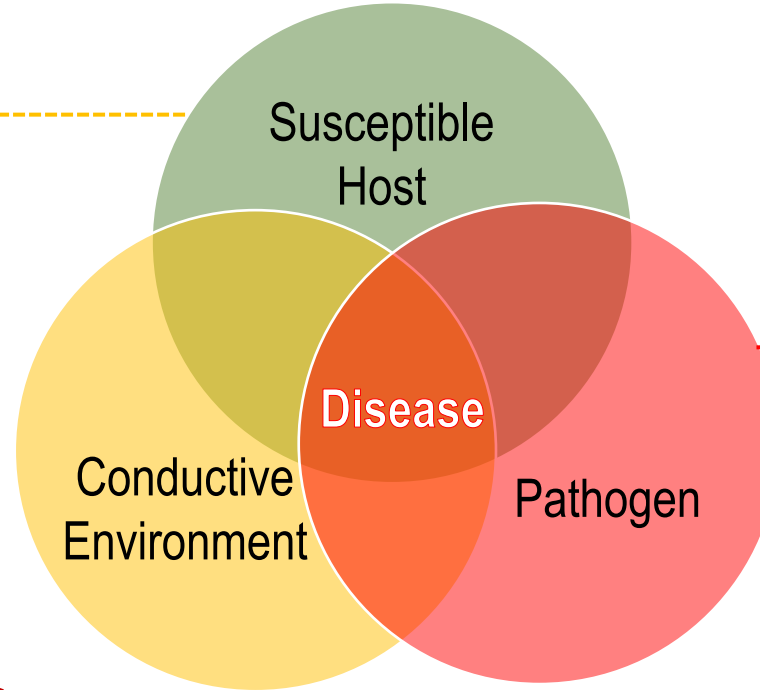 Susceptible
Host
Disease
Conductive
Environment
Pathogen